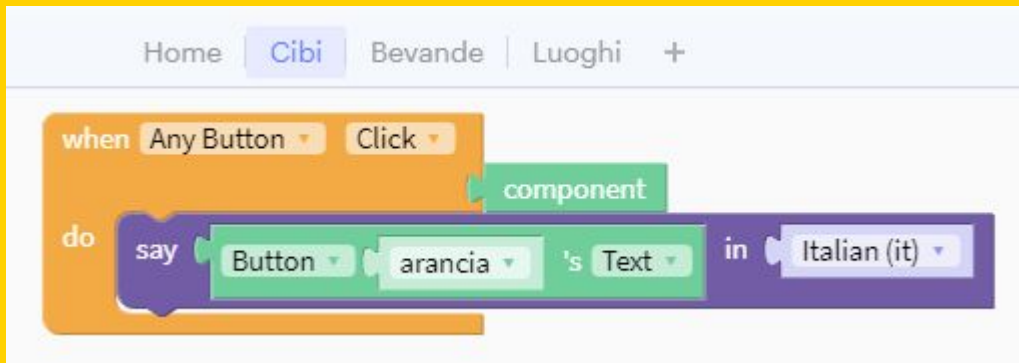 Home Cibi Bevande Luoghi +
when Any Button Click
component
do say Button arancia 's Text in Italian (it)